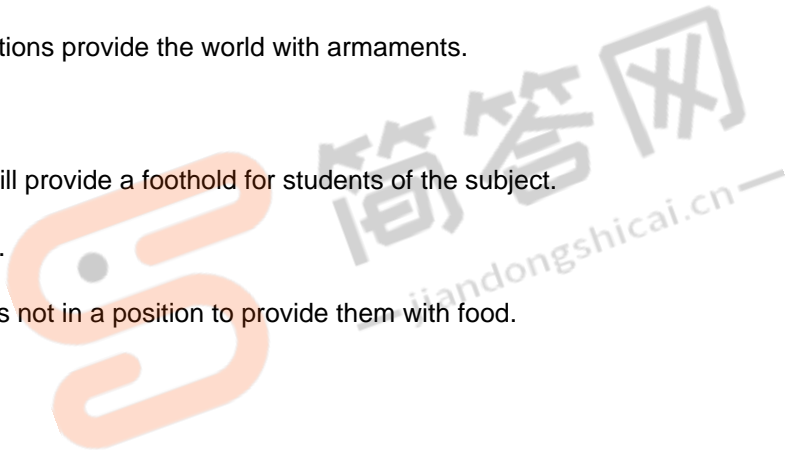 tions provide the world with armaments.
ill provide a foothold for students of the subject.
.
s not in a position to provide them with food.
简答网
jiandongshicai.cn